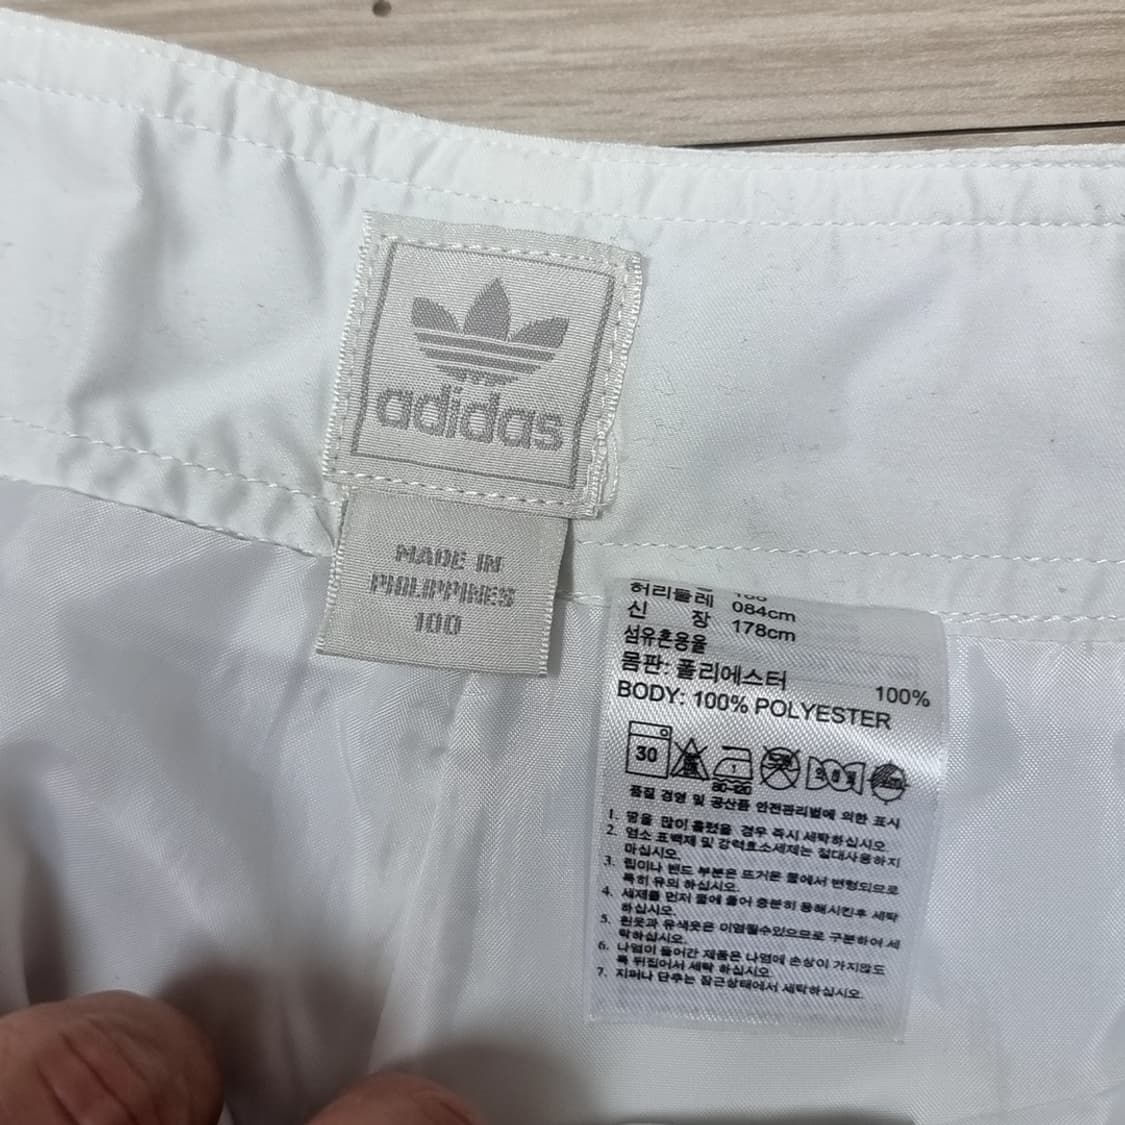 adidas
MADE IN
PHILIPPINES
100
허리둘레 084cm
신 장 178cm
섬유혼용율
몸판: 폴리에스터 100%
BODY: 100% POLYESTER
30
80~120
품질 경영 및 공산품 안전관리법에 의한 표시
1. 땀을 많이 흘렸을 경우 즉시 세탁하십시오.
2. 염소 표백제 및 강력효소세제는 절대사용하지
마십시오.
3. 립이나 밴드 부분은 뜨거운 물에서 변형되므로
특히 유의 하십시오.
4. 세제를 먼저 물에 풀어 충분히 용해시킨후 세탁
하십시오.
5. 흰옷과 유색옷은 이염될수있으므로 구분하여 세
탁하십시오.
6. 나염이 들어간 제품은 나염에 손상이 가지않도
록 뒤집어서 세탁 하십시오.
7. 지퍼나 단추는 잠근상태에서 세탁하십시오.